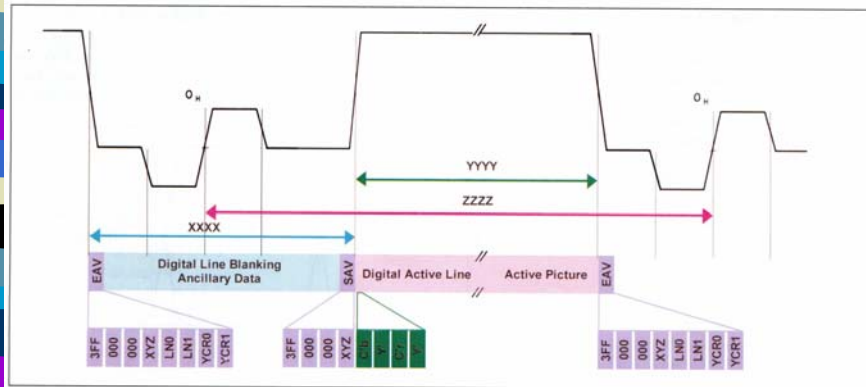 O H
O H
YYYY
ZZZZ
XXXX
EAV
Digital Line Blanking
Ancillary Data
SAV
Digital Active Line
Active Picture
EAV
3FF
000
000
XYZ
LN0
LN1
YCR0
YCR1
3FF
000
000
XYZ
C'b
Y'
C'r
Y'
3FF
000
000
XYZ
LN0
LN1
YCR0
YCR1